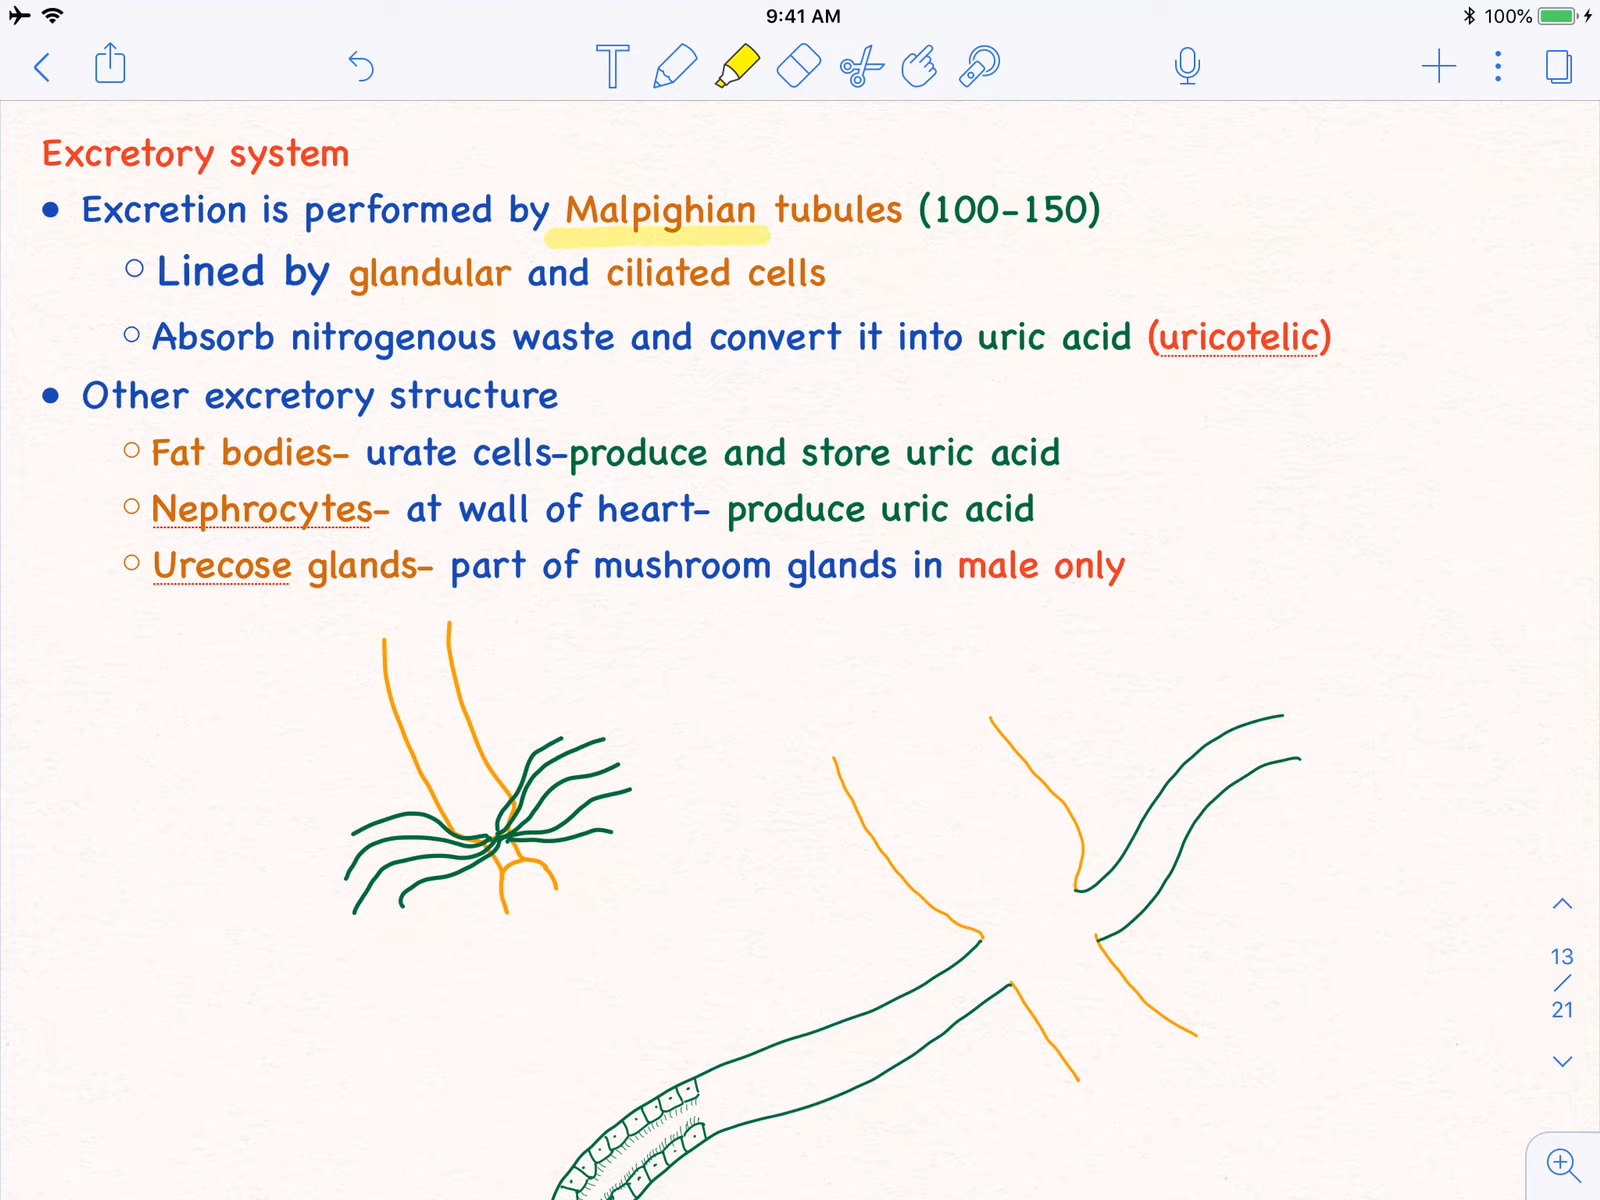 9:41 AM
100%
T
Excretory system
• Excretion is performed by Malpighian tubules (100-150)
○ Lined by glandular and ciliated cells
○ Absorb nitrogenous waste and convert it into uric acid (uricotelic)
• Other excretory structure
○ Fat bodies- urate cells-produce and store uric acid
○ Nephrocytes- at wall of heart- produce uric acid
○ Urecose glands- part of mushroom glands in male only
13
/
21